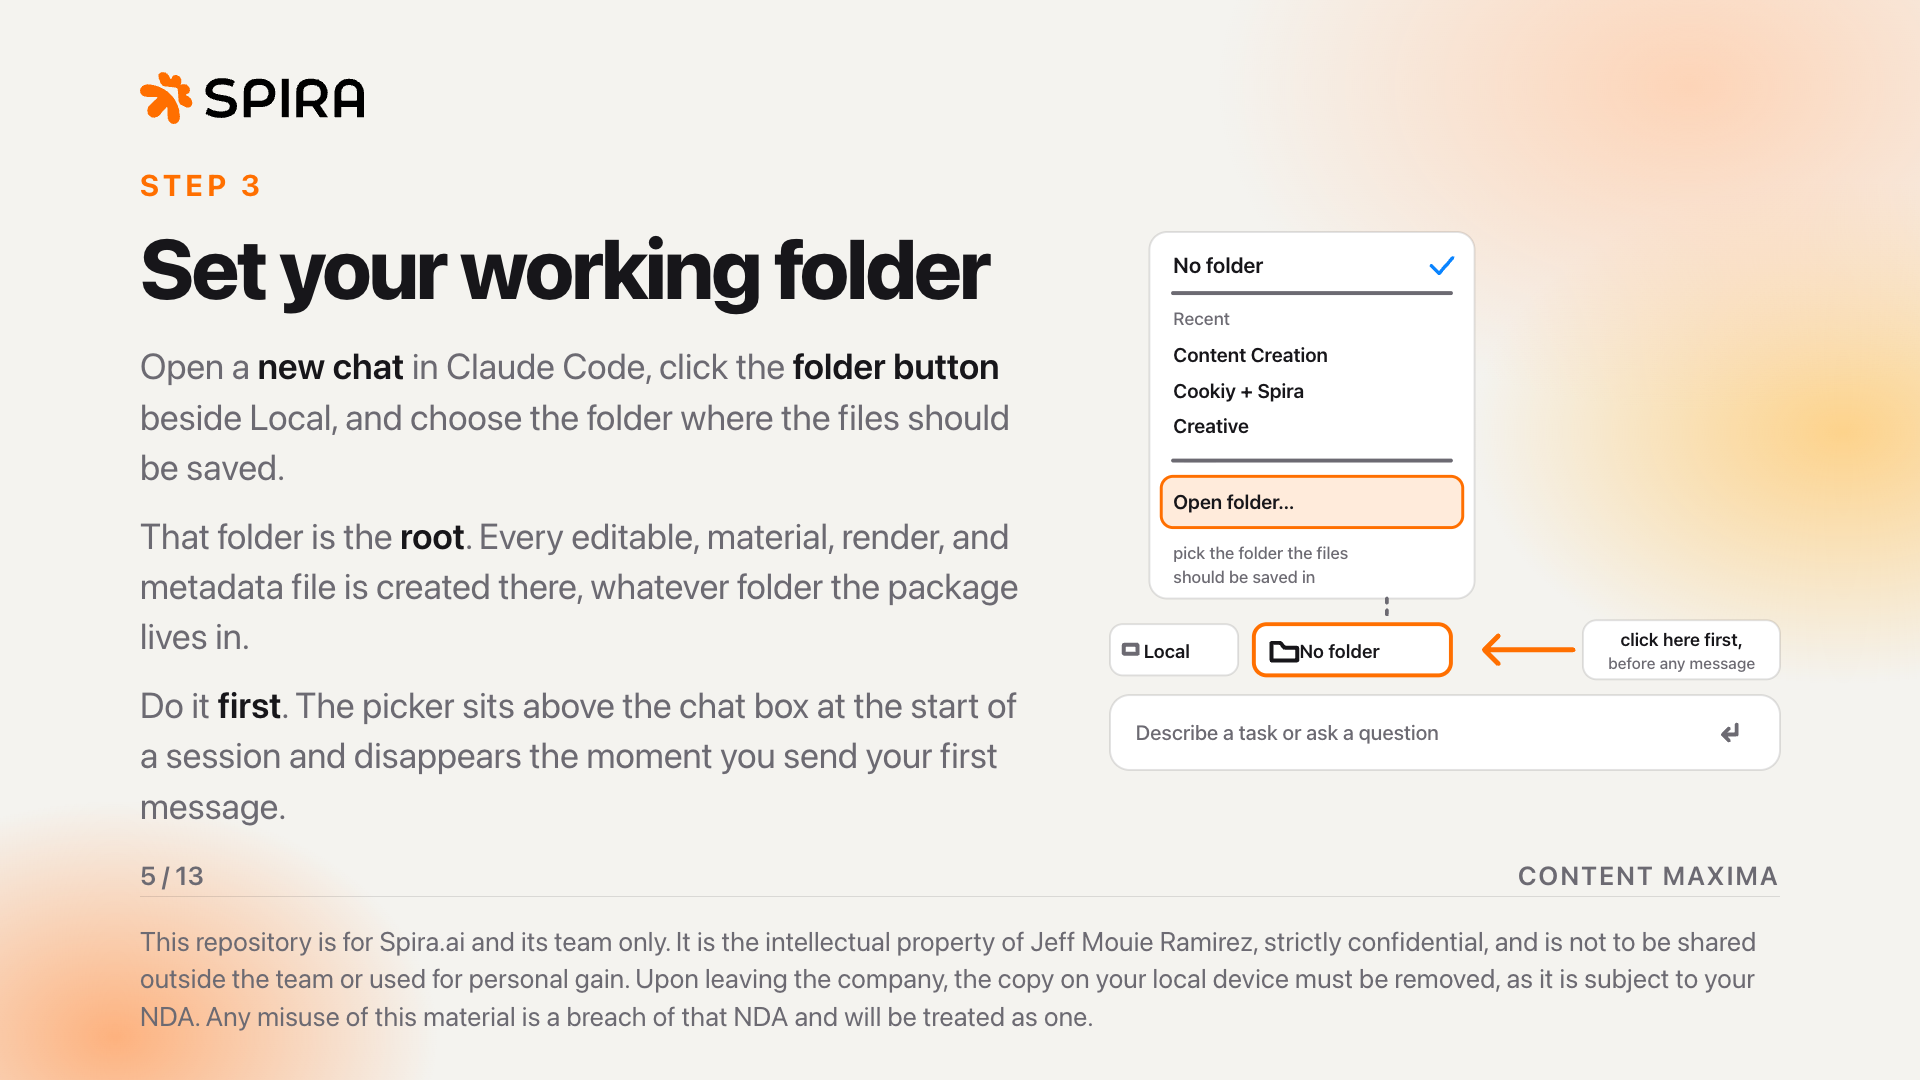 SPIRA
STEP 3
Set your working folder
Open a new chat in Claude Code, click the folder button
beside Local, and choose the folder where the files should
be saved.
That folder is the root. Every editable, material, render, and
metadata file is created there, whatever folder the package
lives in.
Do it first. The picker sits above the chat box at the start of
a session and disappears the moment you send your first
message.
No folder
Recent
Content Creation
Cookiy + Spira
Creative
Open folder...
pick the folder the files
should be saved in
Local
No folder
click here first,
before any message
Describe a task or ask a question
5 / 13
CONTENT MAXIMA
This repository is for Spira.ai and its team only. It is the intellectual property of Jeff Mouie Ramirez, strictly confidential, and is not to be shared
outside the team or used for personal gain. Upon leaving the company, the copy on your local device must be removed, as it is subject to your
NDA. Any misuse of this material is a breach of that NDA and will be treated as one.